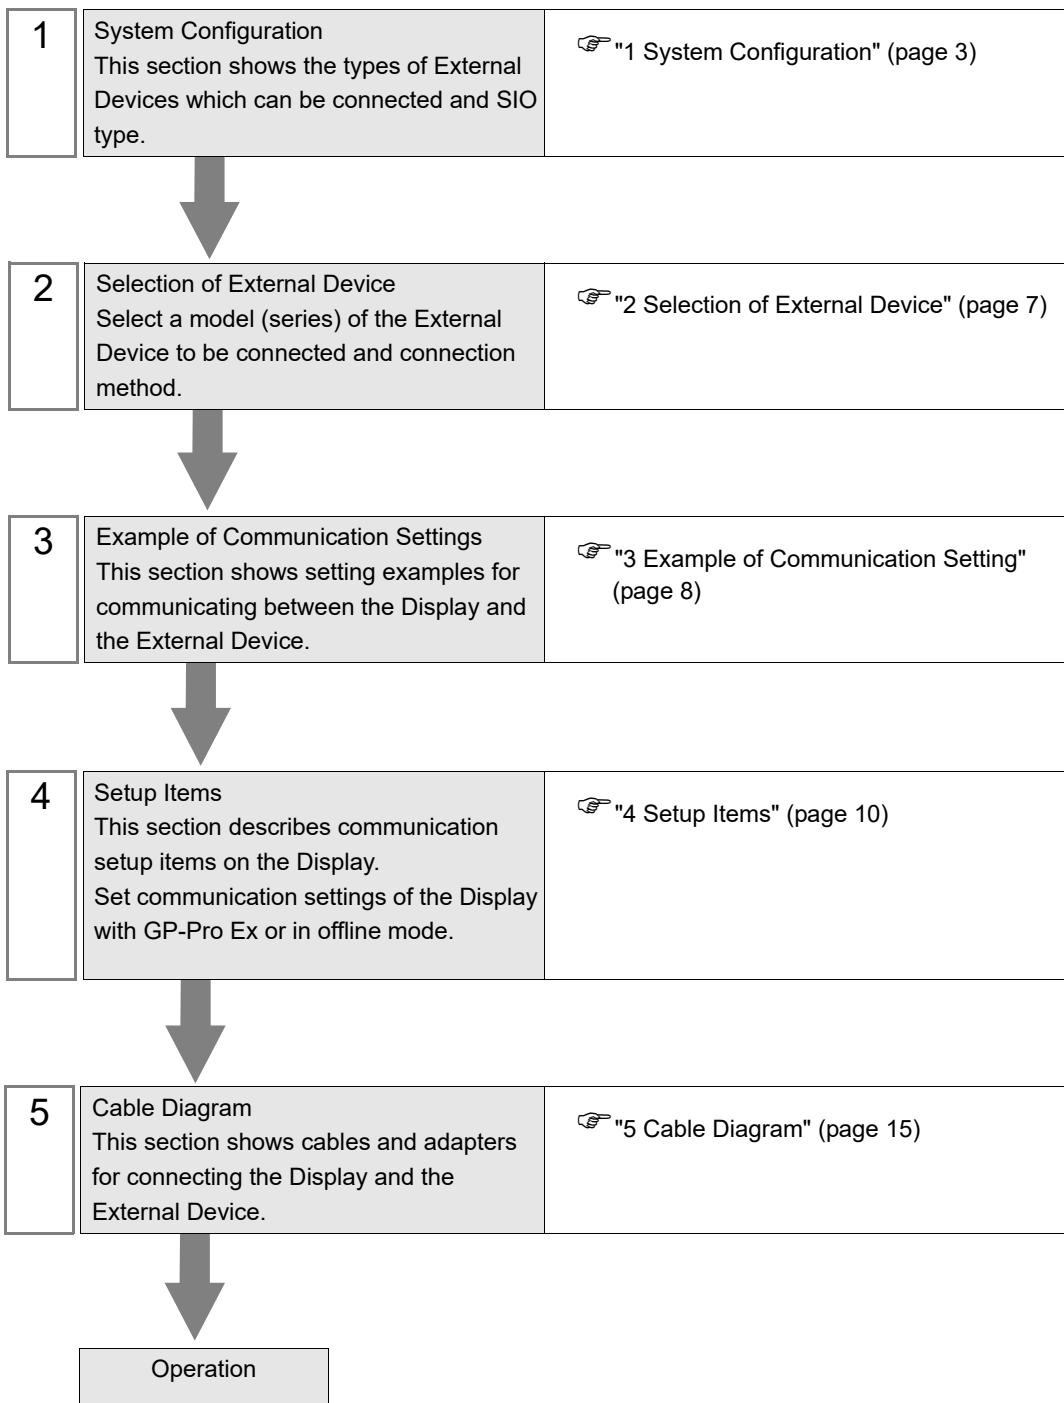 1
System Configuration
This section shows the types of External
Devices which can be connected and SIO
type.
"1 System Configuration" (page 3)
2
Selection of External Device
Select a model (series) of the External
Device to be connected and connection
method.
"2 Selection of External Device" (page 7)
3
Example of Communication Settings
This section shows setting examples for
communicating between the Display and
the External Device.
"3 Example of Communication Setting"
(page 8)
4
Setup Items
This section describes communication
setup items on the Display.
Set communication settings of the Display
with GP-Pro Ex or in offline mode.
"4 Setup Items" (page 10)
5
Cable Diagram
This section shows cables and adapters
for connecting the Display and the
External Device.
"5 Cable Diagram" (page 15)
Operation